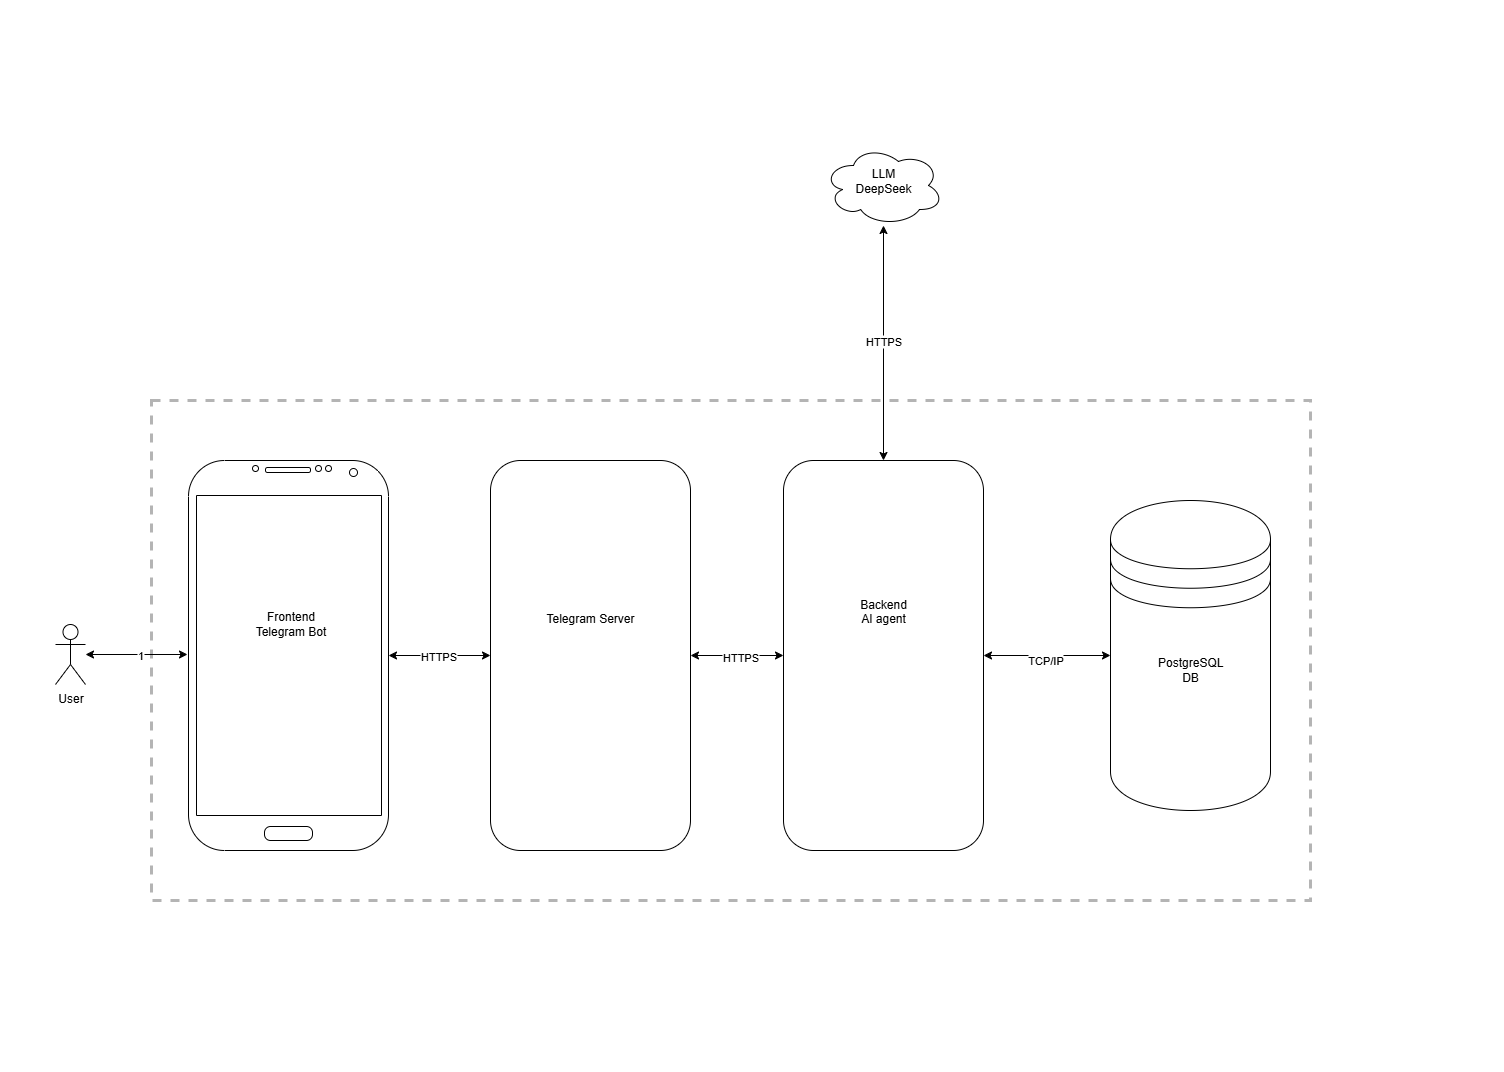 LLM
DeepSeek
HTTPS
Frontend
Telegram Bot
Telegram Server
Backend
AI agent
1
HTTPS
HTTPS
TCP/IP
PostgreSQL
DB
User